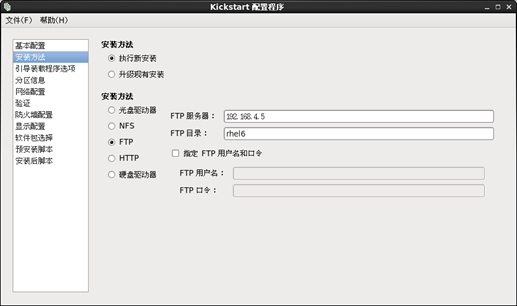 Kickstart 配置程序
文件(F) 帮助(H)
基本配置
安装方法
引导装载程序选项
分区信息
网络配置
验证
防火墙配置
显示配置
软件包选择
预安装脚本
安装后脚本
安装方法
执行新安装
升级现有安装
安装方法
光盘驱动器
NFS
FTP
HTTP
硬盘驱动器
FTP 服务器： 192.168.4.5
FTP 目录： rhel6
指定 FTP 用户名和口令
FTP 用户名：
FTP 口令：